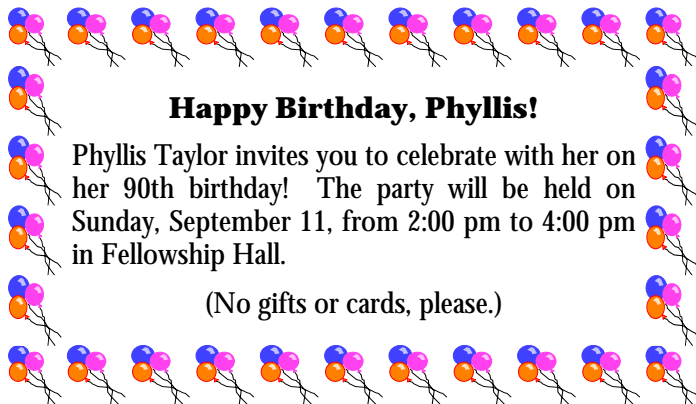 Happy Birthday, Phyllis!
Phyllis Taylor invites you to celebrate with her on
her 90th birthday! The party will be held on
Sunday, September 11, from 2:00 pm to 4:00 pm
in Fellowship Hall.
(No gifts or cards, please.)